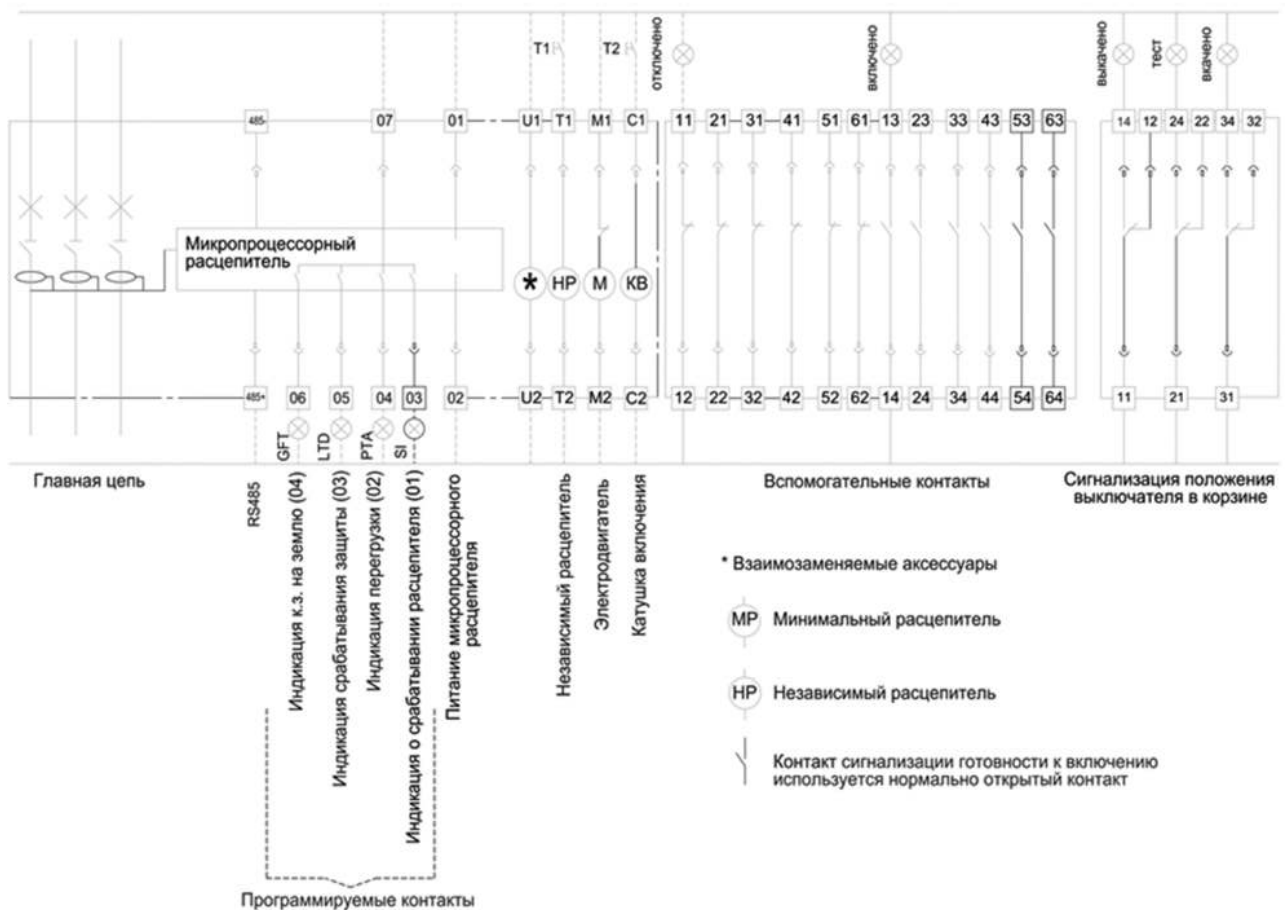 отключено
включено
выкачено
тест
вкачено
T1
T2
485-
07
01
U1
T1
M1
C1
11
21
31
41
51
61
13
23
33
43
53
63
14
12
24
22
34
32
Микропроцессорный
расцепитель
*
НР
М
КВ
485+
06
05
04
03
02
U2
T2
M2
C2
12
22
32
42
52
62
14
24
34
44
54
64
11
21
31
GFT
LTD
PTA
SI
Главная цепь
RS485
Индикация к.з. на землю (04)
Индикация срабатывания защиты (03)
Индикация перегрузки (02)
Индикация о срабатывании расцепителя (01)
Питание микропроцессорного
расцепителя
Независимый расцепитель
Электродвигатель
Катушка включения
Вспомогательные контакты
Сигнализация положения
выключателя в корзине
* Взаимозаменяемые аксессуары
МР
Минимальный расцепитель
НР
Независимый расцепитель
Контакт сигнализации готовности к включению
используется нормально открытый контакт
Программируемые контакты